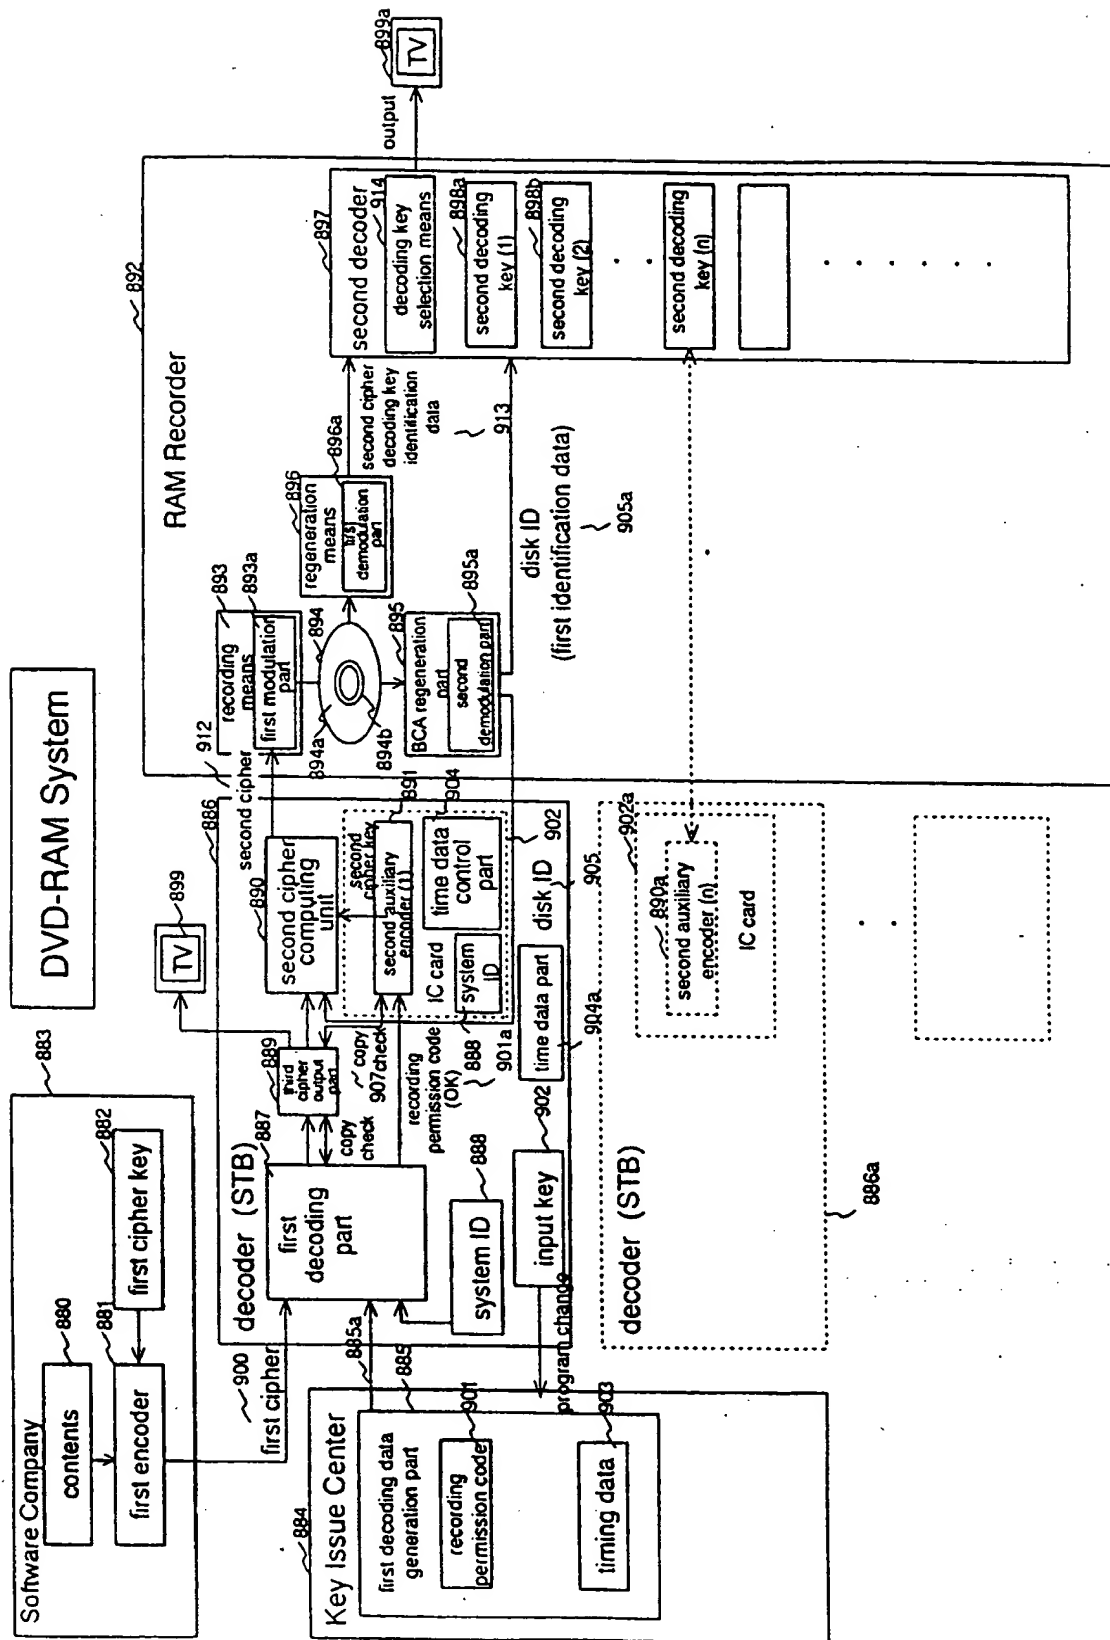 DVD-RAM System
Software Company
883
contents
880
first cipher key
882
first encoder
881
900
first cipher
Key Issue Center
884
first decoding data
generation part
885
885a
recording
permission code
901
timing data
903
program change
decoder (STB)
886
first
decoding
part
887
system ID
888
input key
902
copy
check
third
cipher
output
part
889
TV
899
second cipher
computing
unit
890
second cipher
912
second
cipher key
second
auxiliary
encoder (1)
891
copy
check
907
recording
permission code
(OK)
901a
IC card
system
ID
888
time data
control
part
904
902
disk ID
905
time data part
904a
decoder (STB)
886a
second auxiliary
encoder (n)
890a
IC card
902a
RAM Recorder
892
recording
means
893
first modulation
part
893a
894
894a
894b
regeneration
means
896
first
demodulation
part
896a
BCA regeneration
part
895
second
demodulation part
895a
second cipher
decoding key
identification
data
913
disk ID
(first identification data)
905a
second decoder
897
decoding key
selection means
914
second decoding
key (1)
898a
second decoding
key (2)
898b
second decoding
key (n)
output
TV
899a